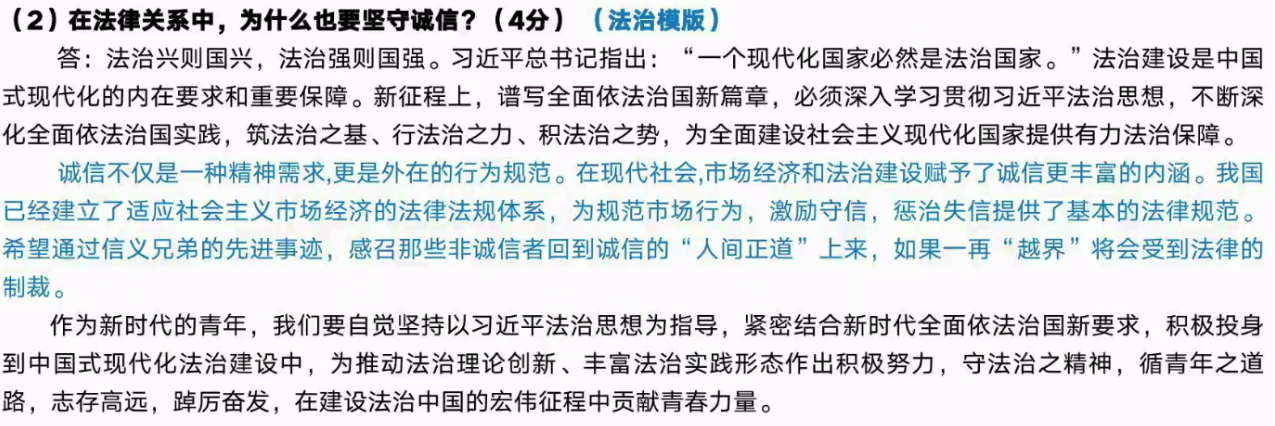 （2）在法律关系中，为什么也要坚守诚信？（4分）（法治模版）
答：法治兴则国兴，法治强则国强。习近平总书记指出：“一个现代化国家必然是法治国家。”法治建设是中国
式现代化的内在要求和重要保障。新征程上，谱写全面依法治国新篇章，必须深入学习贯彻习近平法治思想，不断深
化全面依法治国实践，筑法治之基、行法治之力、积法治之势，为全面建设社会主义现代化国家提供有力法治保障。
诚信不仅是一种精神需求,更是外在的行为规范。在现代社会,市场经济和法治建设赋予了诚信更丰富的内涵。我国
已经建立了适应社会主义市场经济的法律法规体系，为规范市场行为，激励守信，惩治失信提供了基本的法律规范。
希望通过信义兄弟的先进事迹，感召那些非诚信者回到诚信的“人间正道”上来，如果一再“越界”将会受到法律的
制裁。
作为新时代的青年，我们要自觉坚持以习近平法治思想为指导，紧密结合新时代全面依法治国新要求，积极投身
到中国式现代化法治建设中，为推动法治理论创新、丰富法治实践形态作出积极努力，守法治之精神，循青年之道
路，志存高远，踔厉奋发，在建设法治中国的宏伟征程中贡献青春力量。